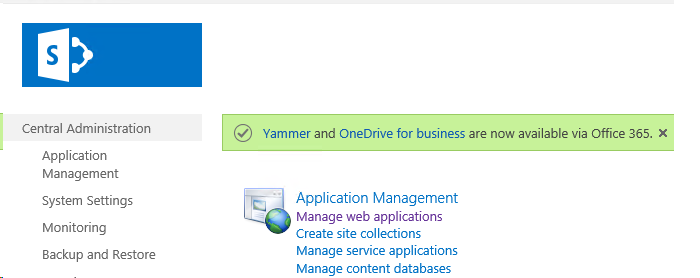 S
Central Administration
Application
Management
System Settings
Monitoring
Backup and Restore
Yammer and OneDrive for business are now available via Office 365.
Application Management
Manage web applications
Create site collections
Manage service applications
Manage content databases